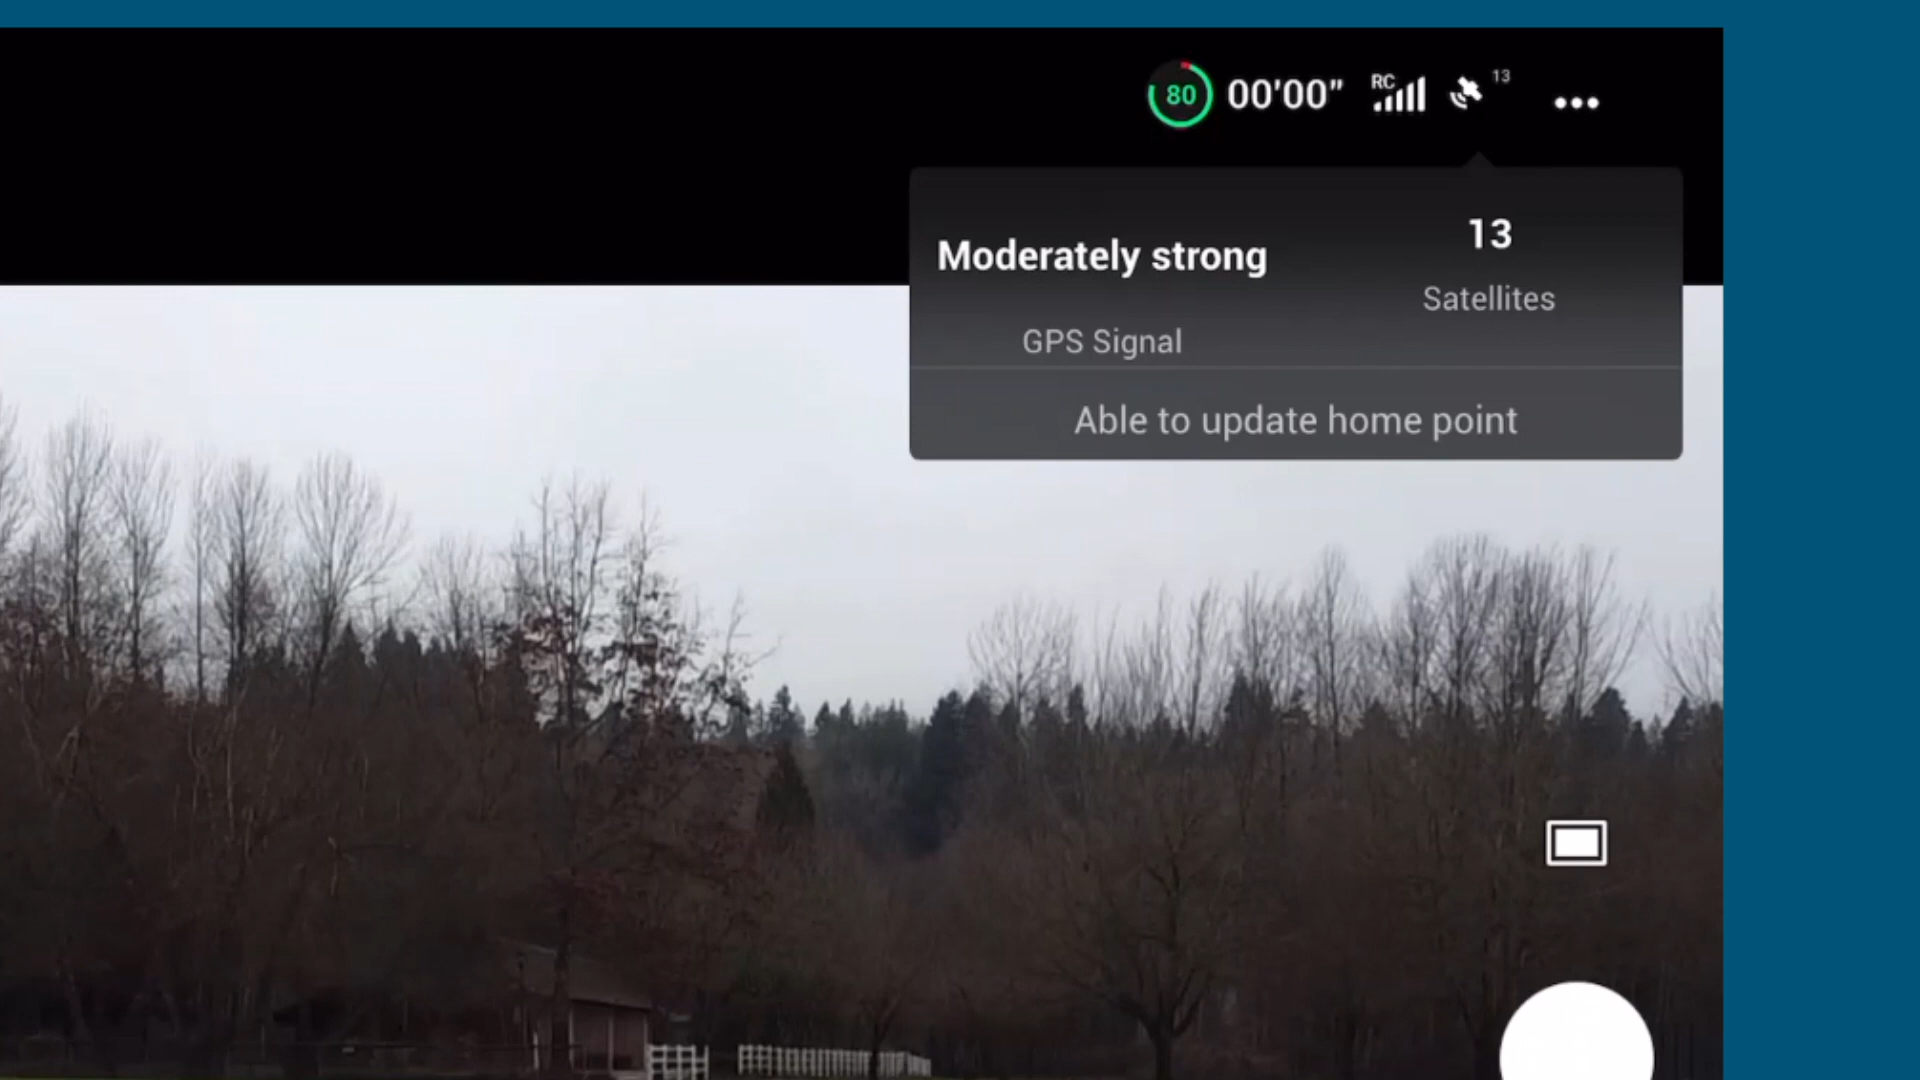 80 00'00" RC 13
Moderately strong
GPS Signal
13
Satellites
Able to update home point